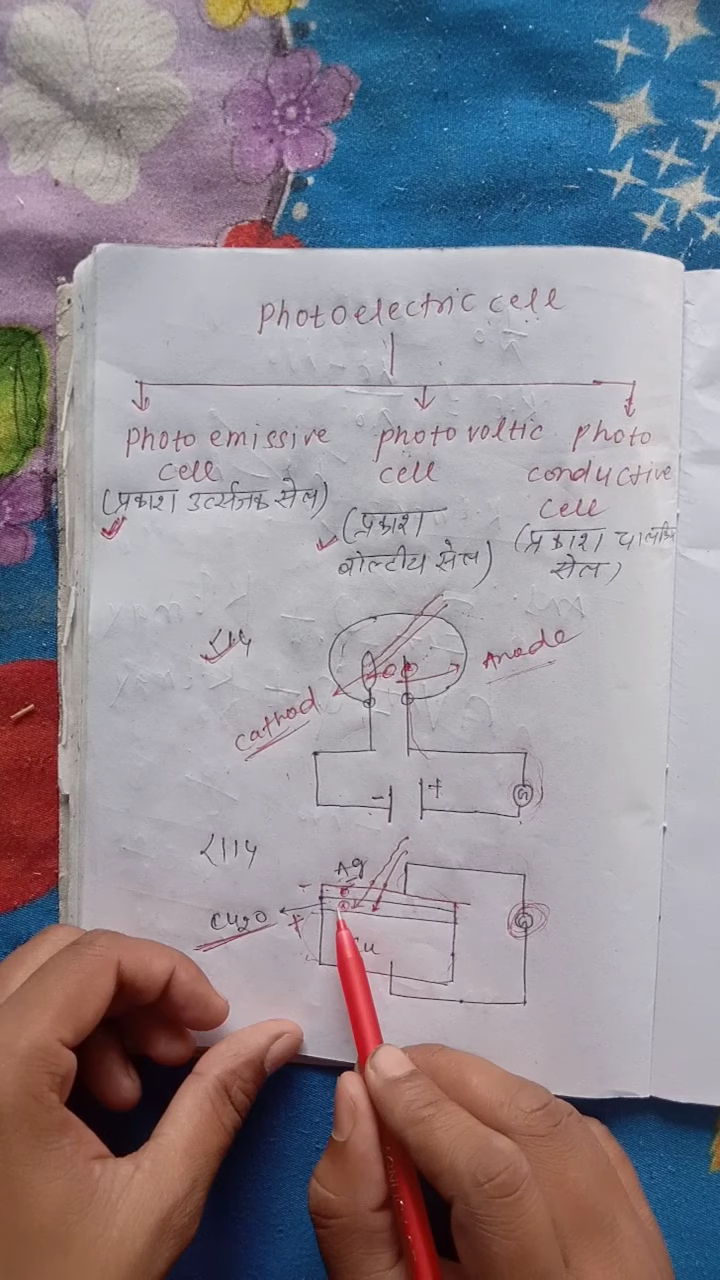 Photoelectric cell
Photo emissive
cell
(प्रकाश उत्सर्जक सेल)
photo voltic
cell
(प्रकाश
वोल्टीय सेल)
photo
conductive
cell
(प्रकाश चालकीय
सेल)
Cathod
Anode
- +
G
Ag
Cu2O
- +
Cu
G